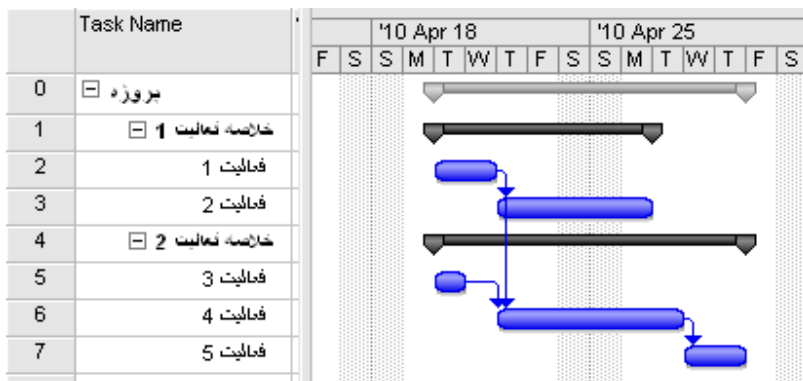 Task Name
'10 Apr 18 '10 Apr 25
F S S M T W T F S S M T W T F S
0 پروژه
1 خلاصه فعالیت 1
2 فعالیت 1
3 فعالیت 2
4 خلاصه فعالیت 2
5 فعالیت 3
6 فعالیت 4
7 فعالیت 5